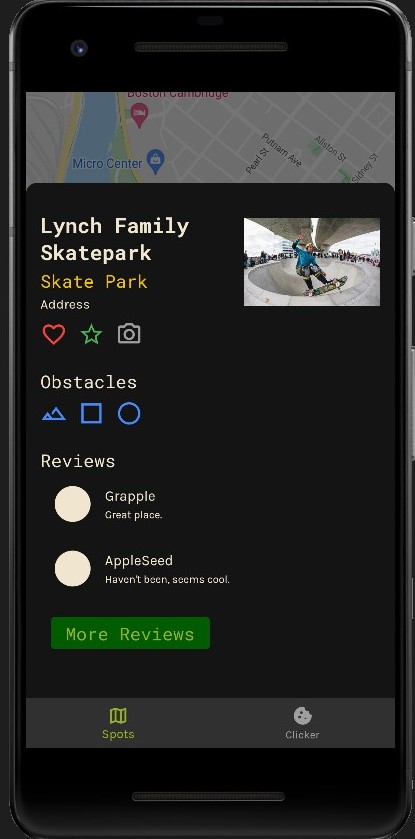 Boston Cambridge
Micro Center
Putnam Ave
Pearl St
Allston St
Sidney St
Lynch Family
Skatepark
Skate Park
Address
Obstacles
Reviews
Grapple
Great place.
AppleSeed
Haven't been, seems cool.
More Reviews
Spots
Clicker